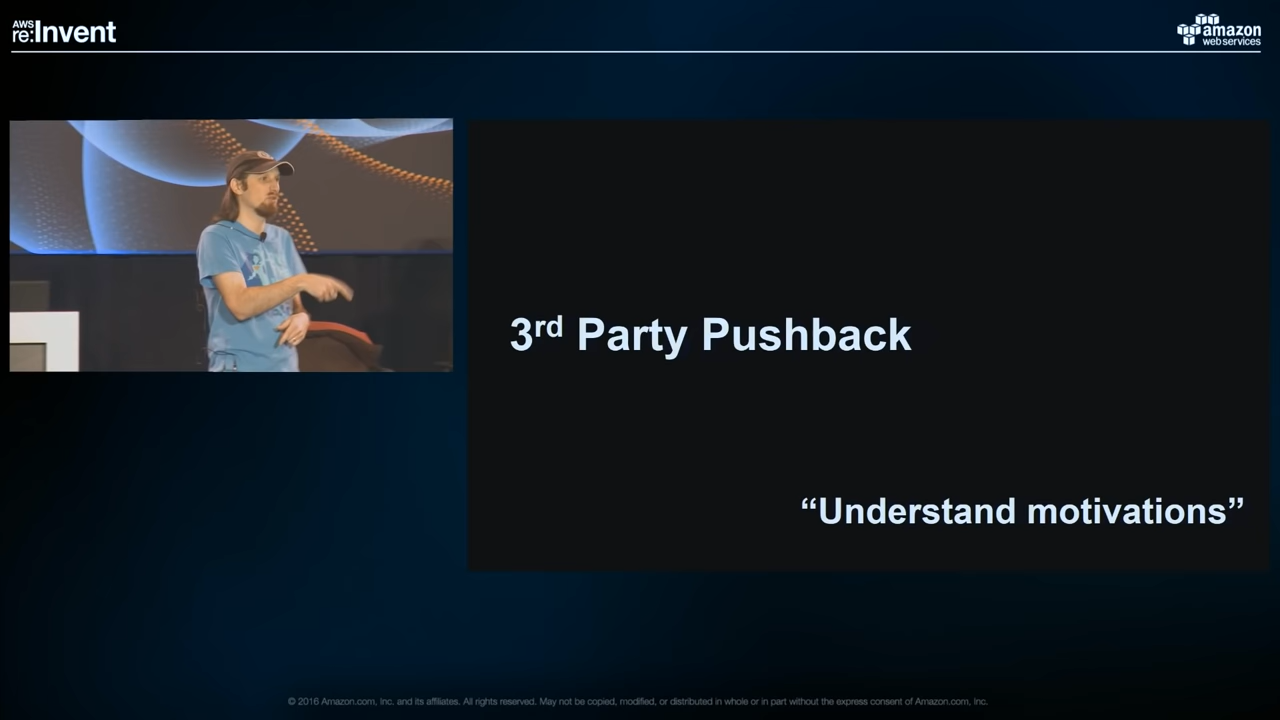 AWS
re:Invent
amazon
web services
3rd Party Pushback
“Understand motivations”
© 2016 Amazon.com, Inc. and its affiliates. All rights reserved. May not be copied, modified, or distributed in whole or in part without the express consent of Amazon.com, Inc.